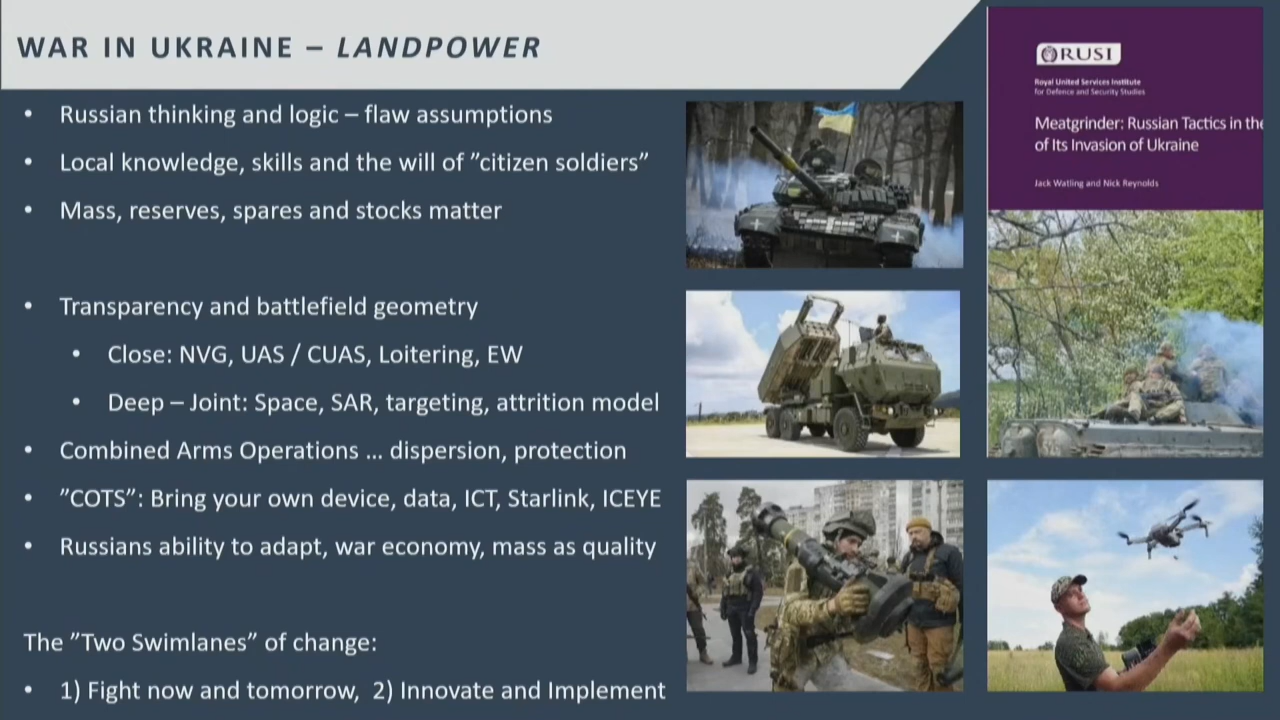 WAR IN UKRAINE – LANDPOWER
• Russian thinking and logic – flaw assumptions
• Local knowledge, skills and the will of ”citizen soldiers”
• Mass, reserves, spares and stocks matter
• Transparency and battlefield geometry
• Close: NVG, UAS / CUAS, Loitering, EW
• Deep – Joint: Space, SAR, targeting, attrition model
• Combined Arms Operations … dispersion, protection
• ”COTS”: Bring your own device, data, ICT, Starlink, ICEYE
• Russians ability to adapt, war economy, mass as quality
The ”Two Swimlanes” of change:
• 1) Fight now and tomorrow, 2) Innovate and Implement
RUSI
Royal United Services Institute
for Defence and Security Studies
Meatgrinder: Russian Tactics in the
of Its Invasion of Ukraine
Jack Watling and Nick Reynolds